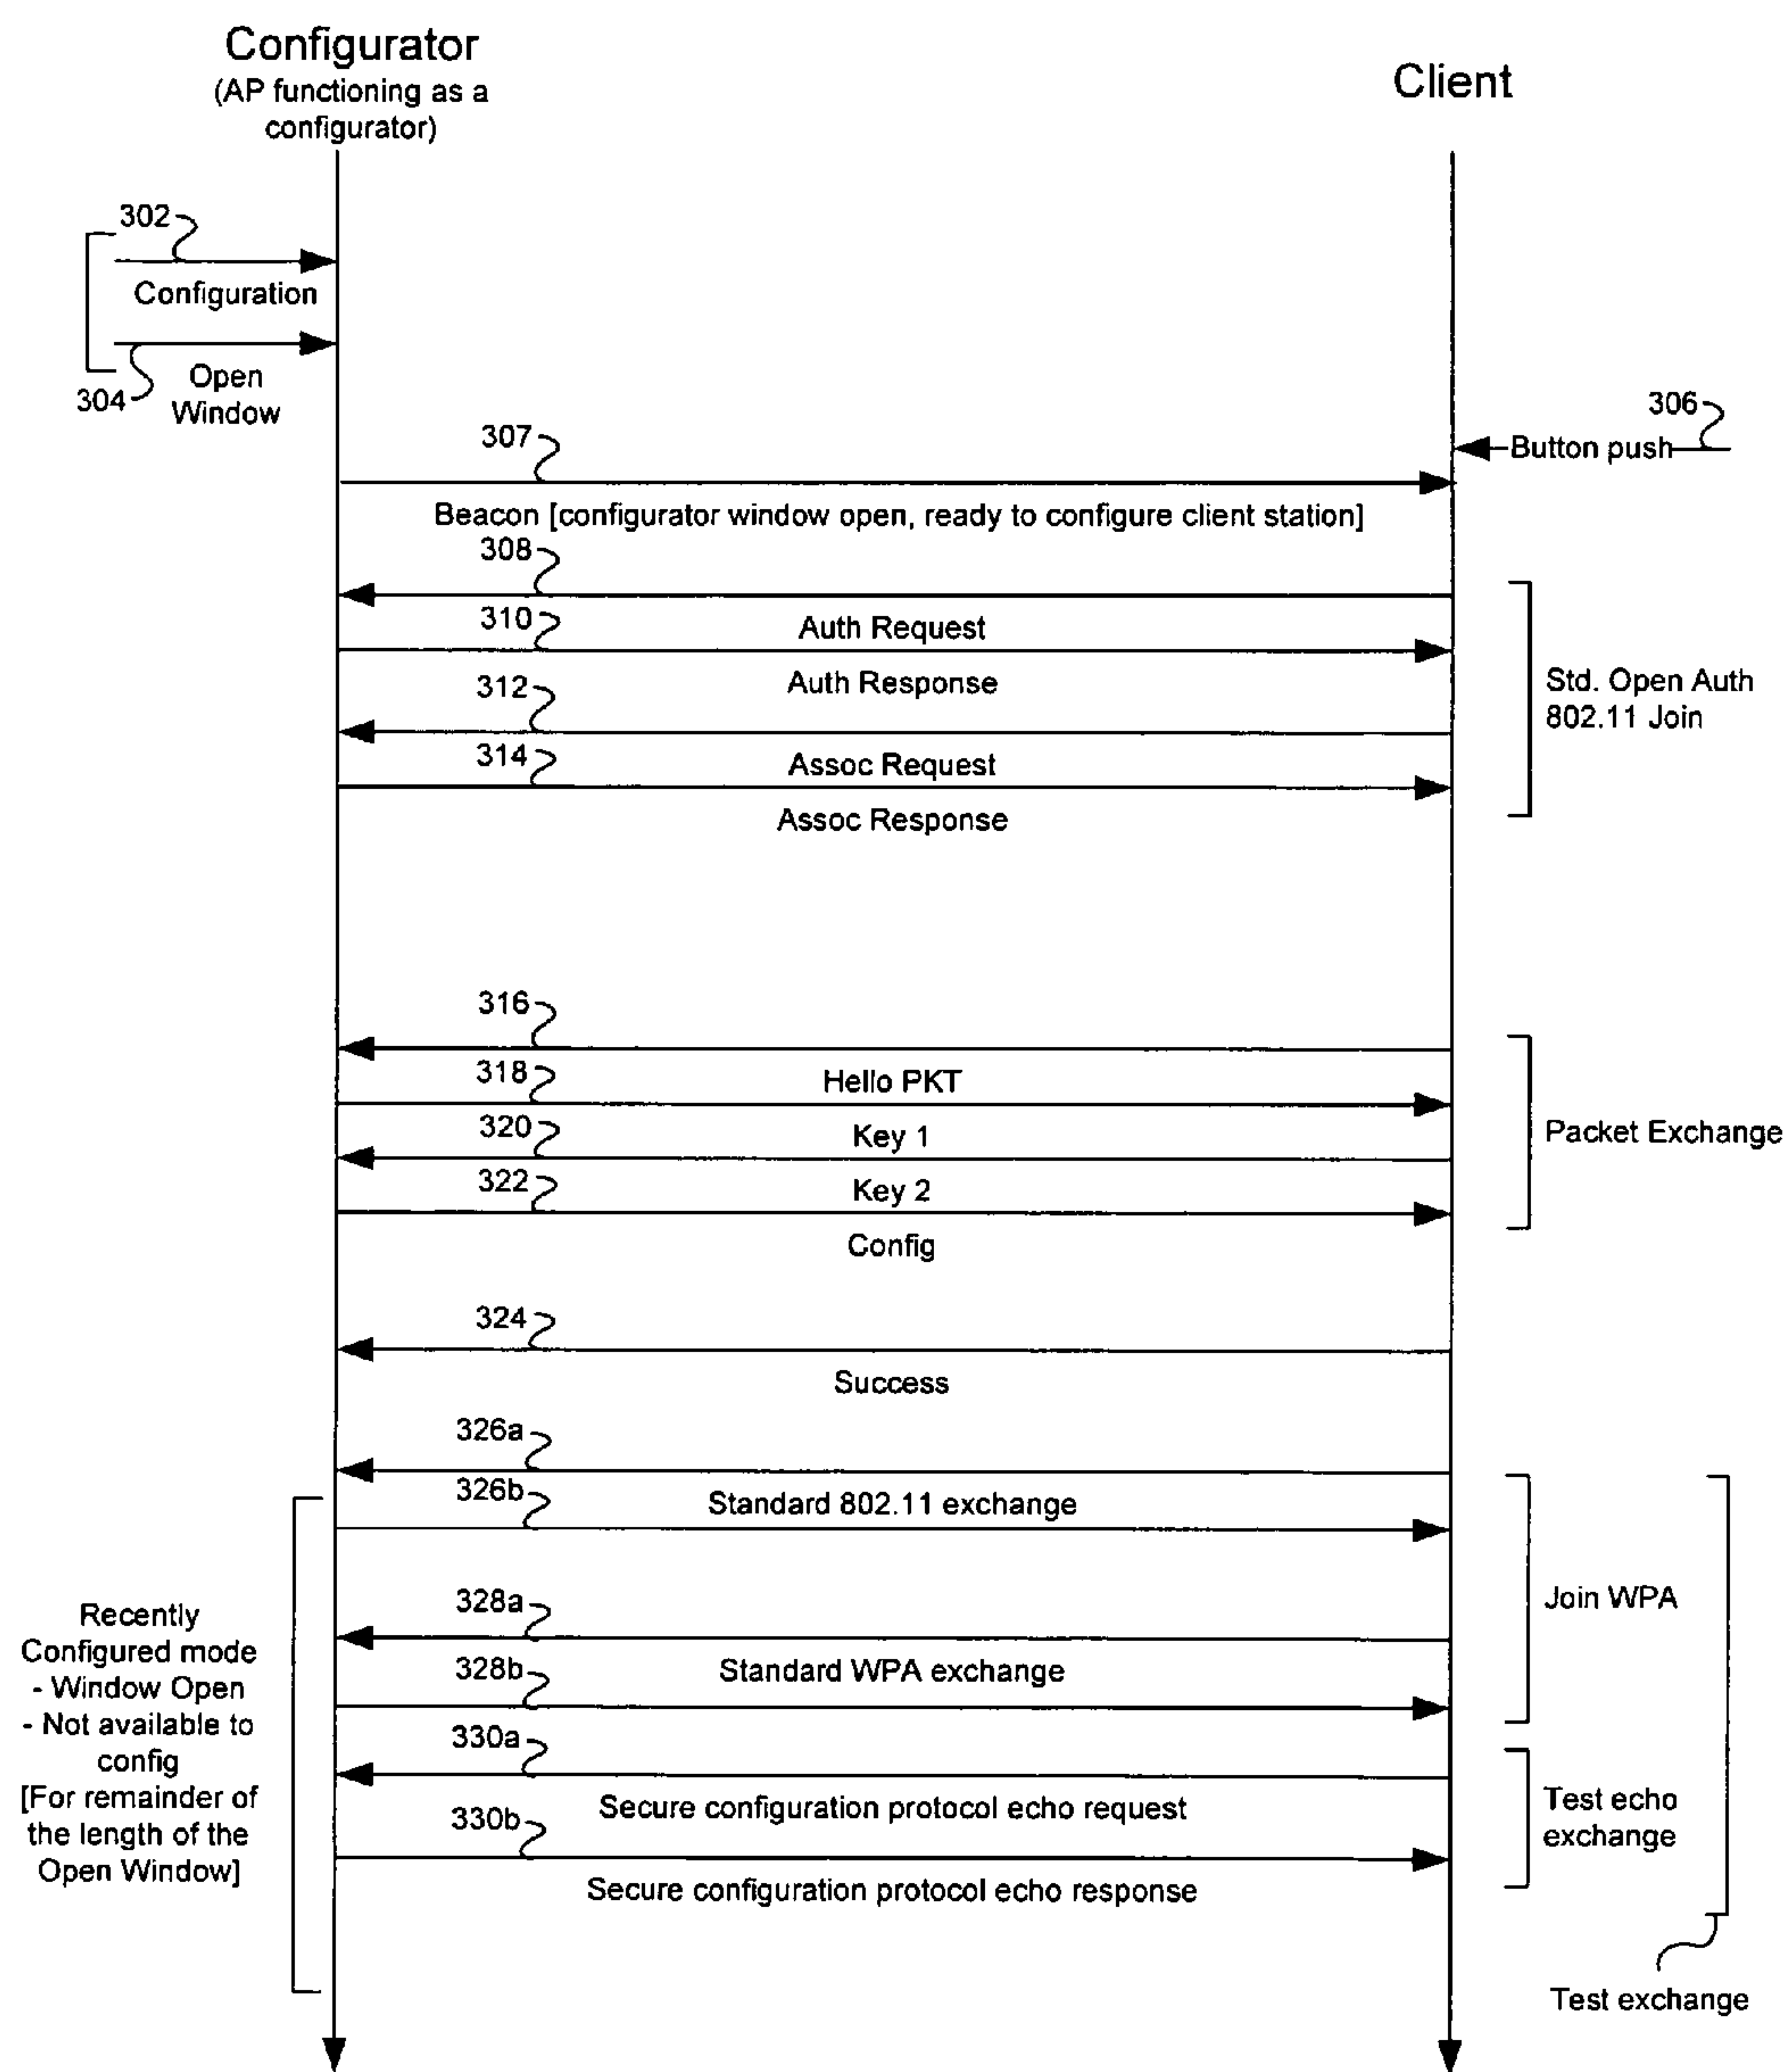 Configurator
(AP functioning as a
configurator)
Client
302
Configuration
304
Open
Window
306
Button push
307
Beacon [configurator window open, ready to configure client station]
308
Auth Request
310
Auth Response
312
Assoc Request
314
Assoc Response
Std. Open Auth
802.11 Join
316
Hello PKT
318
Key 1
320
Key 2
322
Config
Packet Exchange
324
Success
326a
Standard 802.11 exchange
326b
328a
Standard WPA exchange
328b
Join WPA
330a
Secure configuration protocol echo request
330b
Secure configuration protocol echo response
Test echo
exchange
Test exchange
Recently
Configured mode
- Window Open
- Not available to
config
[For remainder of
the length of the
Open Window]